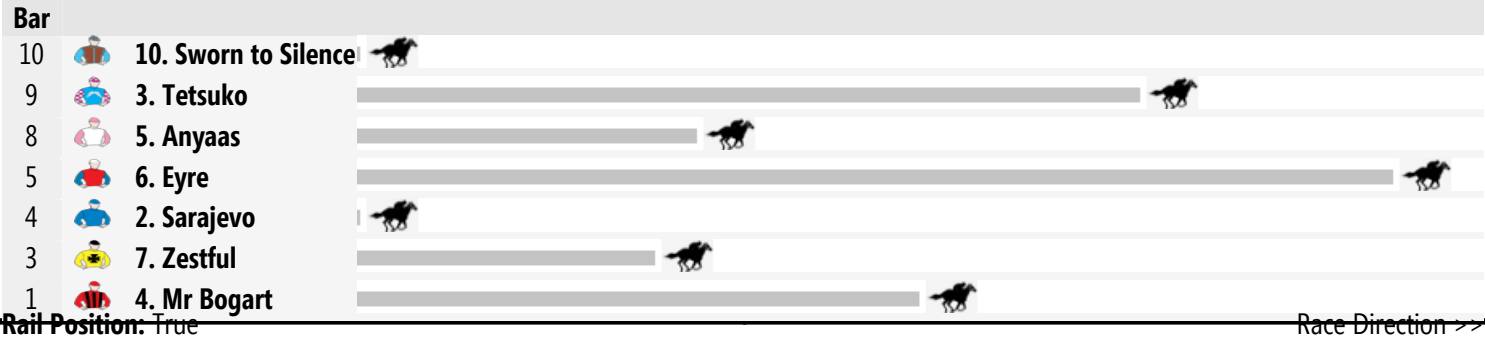 Bar
10 10. Sworn to Silence
9 3. Tetsuko
8 5. Anyaas
5 6. Eyre
4 2. Sarajevo
3 7. Zestful
1 4. Mr Bogart
Rail Position: True Race Direction >>